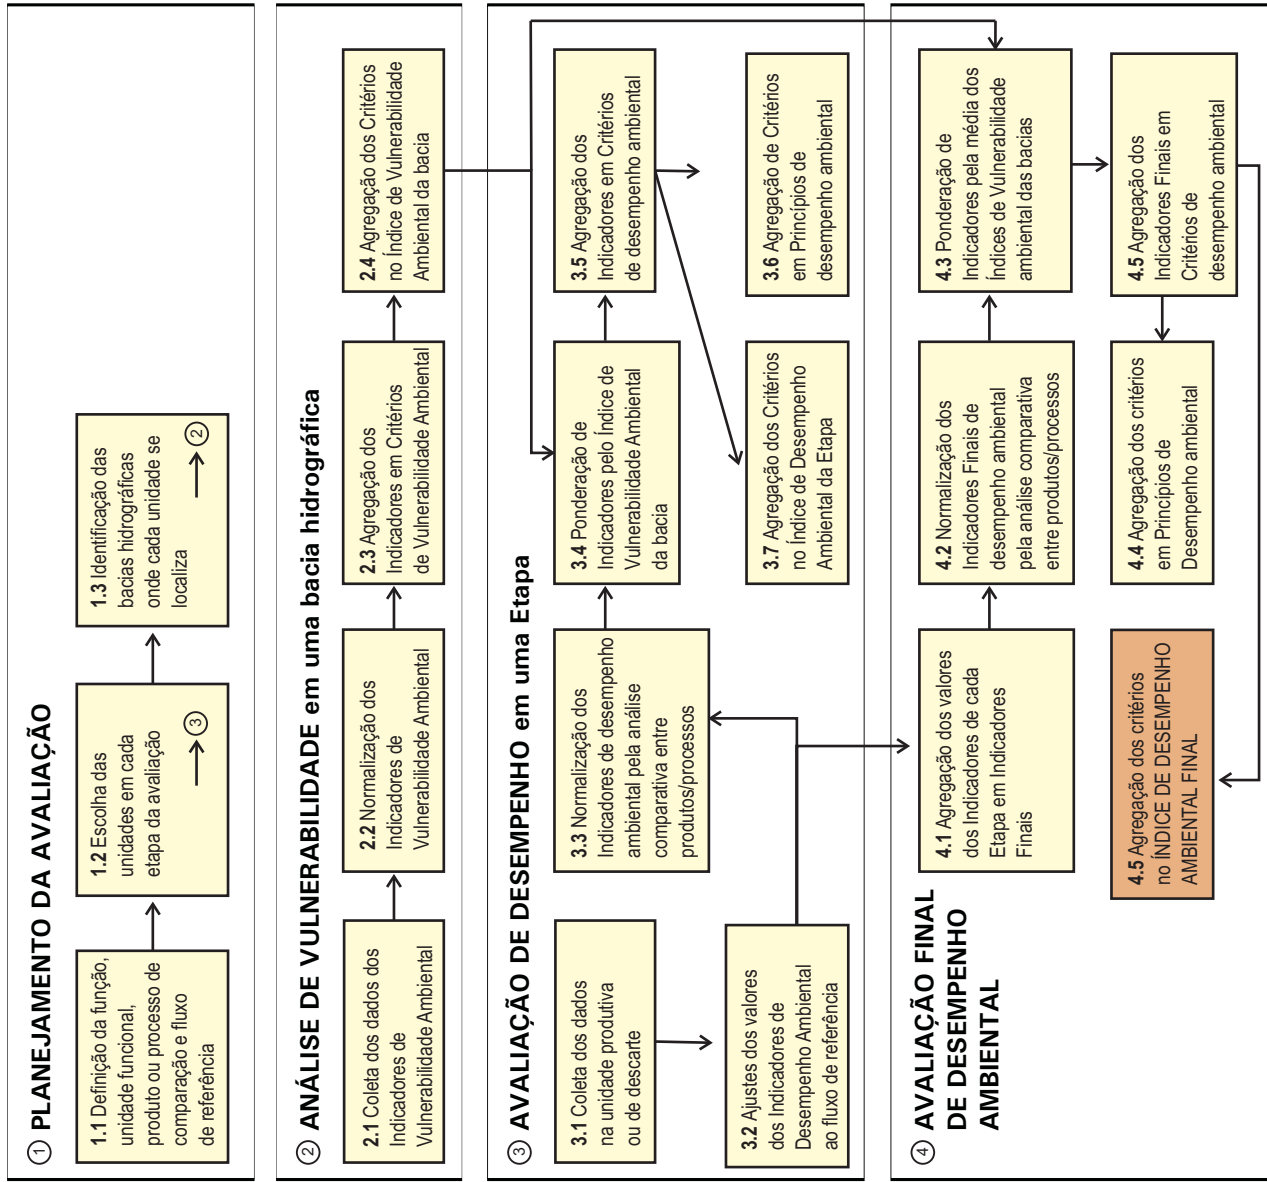 ① PLANEJAMENTO DA AVALIAÇÃO
1.1 Definição da função,
unidade funcional,
produto ou processo de
comparação e fluxo
de referência
1.2 Escolha das
unidades em cada
etapa da avaliação
③
1.3 Identificação das
bacias hidrográficas
onde cada unidade se
localiza
②
② ANÁLISE DE VULNERABILIDADE em uma bacia hidrográfica
2.1 Coleta dos dados dos
Indicadores de
Vulnerabilidade Ambiental
2.2 Normalização dos
Indicadores de
Vulnerabilidade Ambiental
2.3 Agregação dos
Indicadores em Critérios
de Vulnerabilidade Ambiental
2.4 Agregação dos Critérios
no Índice de Vulnerabilidade
Ambiental da bacia
③ AVALIAÇÃO DE DESEMPENHO em uma Etapa
3.1 Coleta dos dados
na unidade produtiva
ou de descarte
3.2 Ajustes dos valores
dos Indicadores de
Desempenho Ambiental
ao fluxo de referência
3.3 Normalização dos
Indicadores de desempenho
ambiental pela análise
comparativa entre
produtos/processos
3.4 Ponderação de
Indicadores pelo Índice de
Vulnerabilidade Ambiental
da bacia
3.5 Agregação dos
Indicadores em Critérios
de desempenho ambiental
3.7 Agregação dos Critérios
no Índice de Desempenho
Ambiental da Etapa
3.6 Agregação de Critérios
em Princípios de
desempenho ambiental
④ AVALIAÇÃO FINAL
DE DESEMPENHO
AMBIENTAL
4.1 Agregação dos valores
dos Indicadores de cada
Etapa em Indicadores
Finais
4.2 Normalização dos
Indicadores Finais de
desempenho ambiental
pela análise comparativa
entre produtos/processos
4.3 Ponderação de
Indicadores pela média dos
Índices de Vulnerabilidade
ambiental das bacias
4.5 Agregação dos critérios
no ÍNDICE DE DESEMPENHO
AMBIENTAL FINAL
4.4 Agregação dos critérios
em Princípios de
Desempenho ambiental
4.5 Agregação dos
Indicadores Finais em
Critérios de
desempenho ambiental